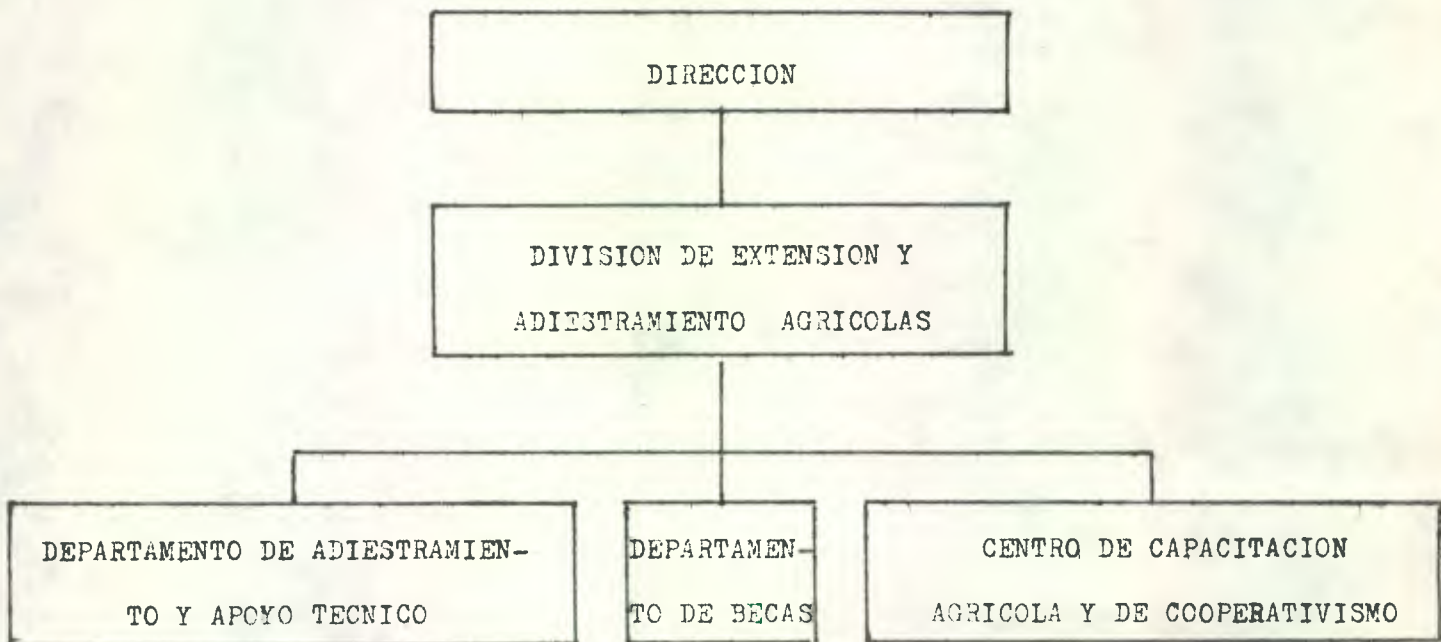 DIRECCION
DIVISION DE EXTENSION Y
ADIESTRAMIENTO AGRICOLAS
DEPARTAMENTO DE ADIESTRAMIEN-
TO Y APOYO TECNICO
DEPARTAMEN-
TO DE BECAS
CENTRO DE CAPACITACION
AGRICOLA Y DE COOPERATIVISMO